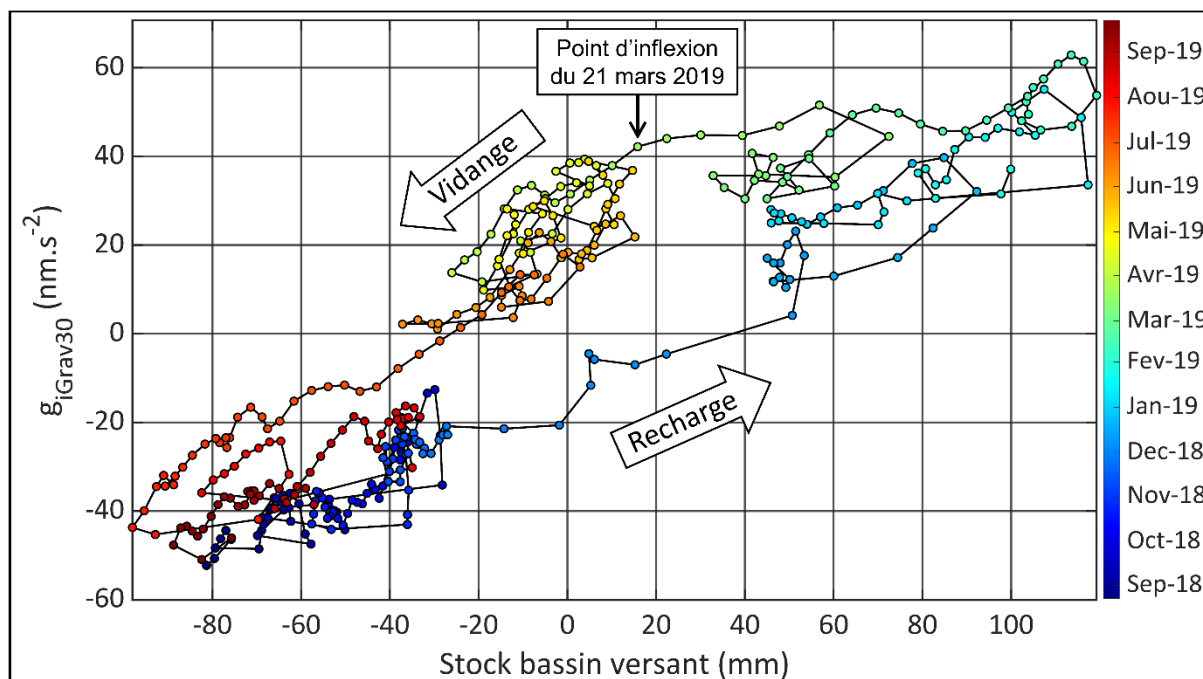 Point d'inflexion
du 21 mars 2019
Vidange
Recharge
g_iGrav30 (nm.s⁻²)
60
40
20
0
-20
-40
-60
-80
-60
-40
-20
0
20
40
60
80
100
Stock bassin versant (mm)
Sep-19
Aou-19
Jul-19
Jun-19
Mai-19
Avr-19
Mar-19
Fev-19
Jan-19
Dec-18
Nov-18
Oct-18
Sep-18